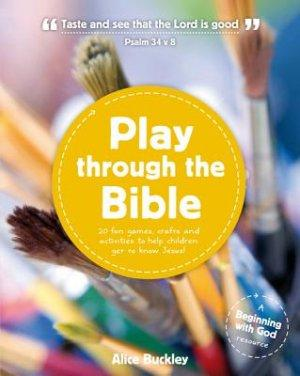 “Taste and see that the Lord is good”
Psalm 34 v 8
Play
through the
Bible
20 fun games, crafts and
activities to help children
get to know Jesus!
A
Beginning
with God
resource
Alice Buckley